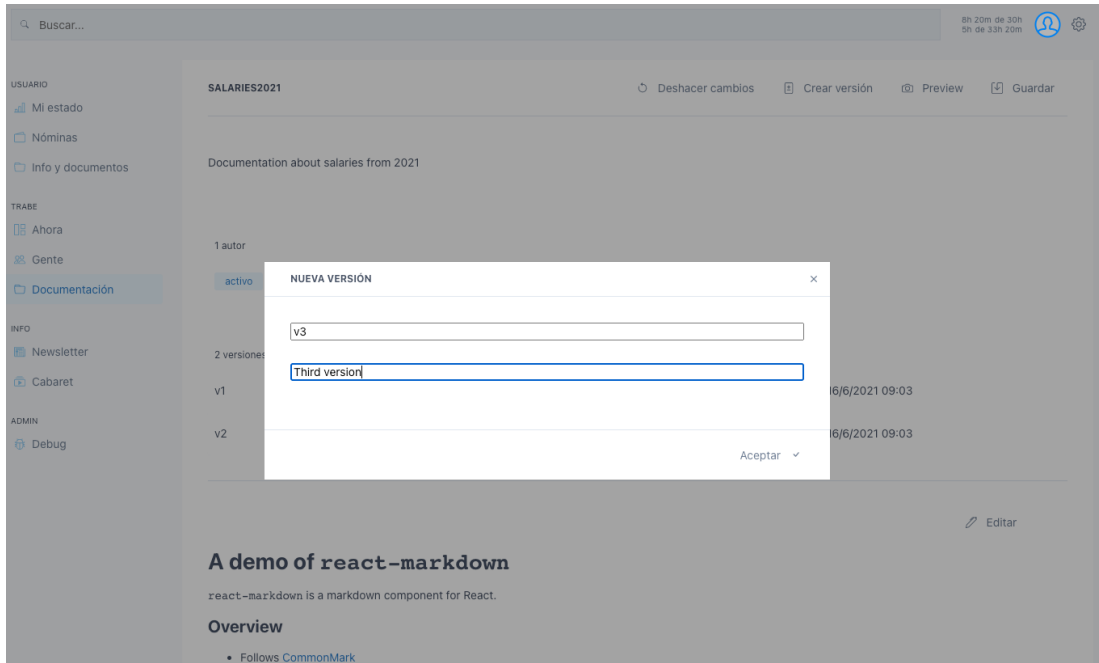 Buscar...
8h 20m de 30h
5h de 33h 20m
USUARIO
Mi estado
Nóminas
Info y documentos
TRABE
Ahora
Gente
Documentación
INFO
Newsletter
Cabaret
ADMIN
Debug
SALARIES2021
Deshacer cambios
Crear versión
Preview
Guardar
Documentation about salaries from 2021
1 autor
activo
2 versiones
v1
16/6/2021 09:03
v2
16/6/2021 09:03
NUEVA VERSIÓN
v3
Third version
Aceptar
Editar
A demo of react-markdown
react-markdown is a markdown component for React.
Overview
Follows CommonMark